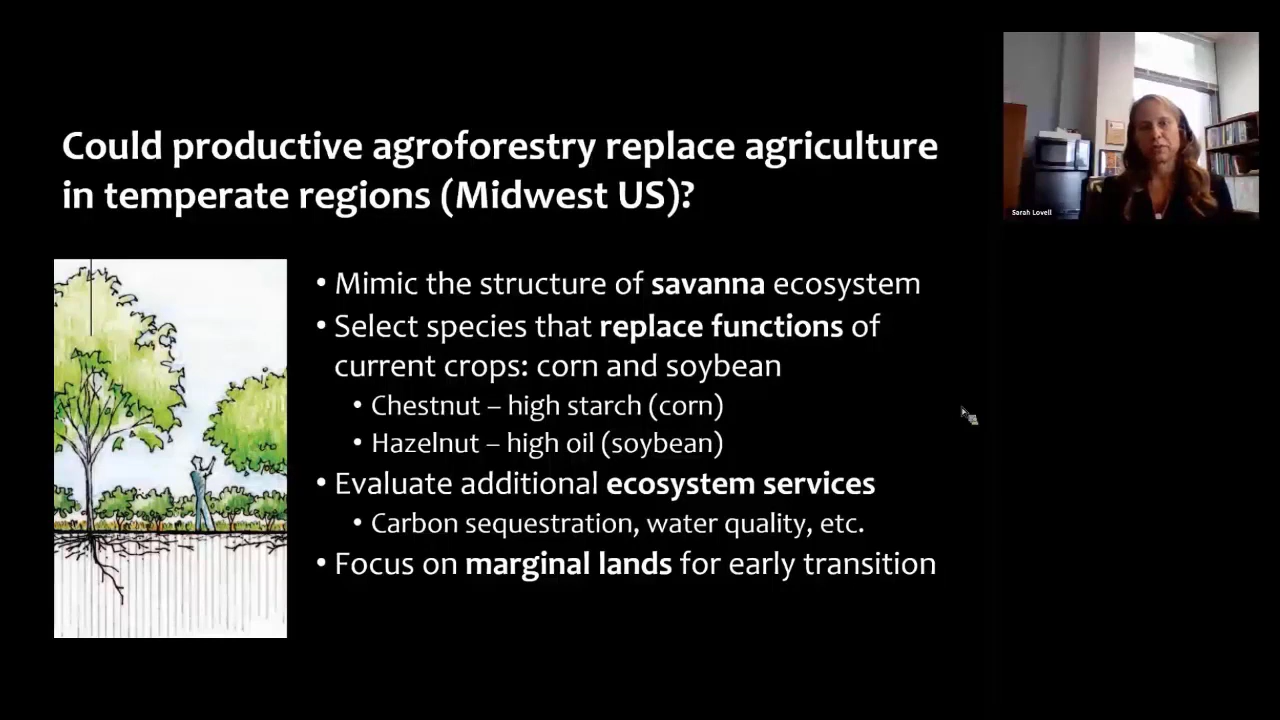 Could productive agroforestry replace agriculture
in temperate regions (Midwest US)?
• Mimic the structure of savanna ecosystem
• Select species that replace functions of
current crops: corn and soybean
• Chestnut – high starch (corn)
• Hazelnut – high oil (soybean)
• Evaluate additional ecosystem services
• Carbon sequestration, water quality, etc.
• Focus on marginal lands for early transition
Sarah Lovell